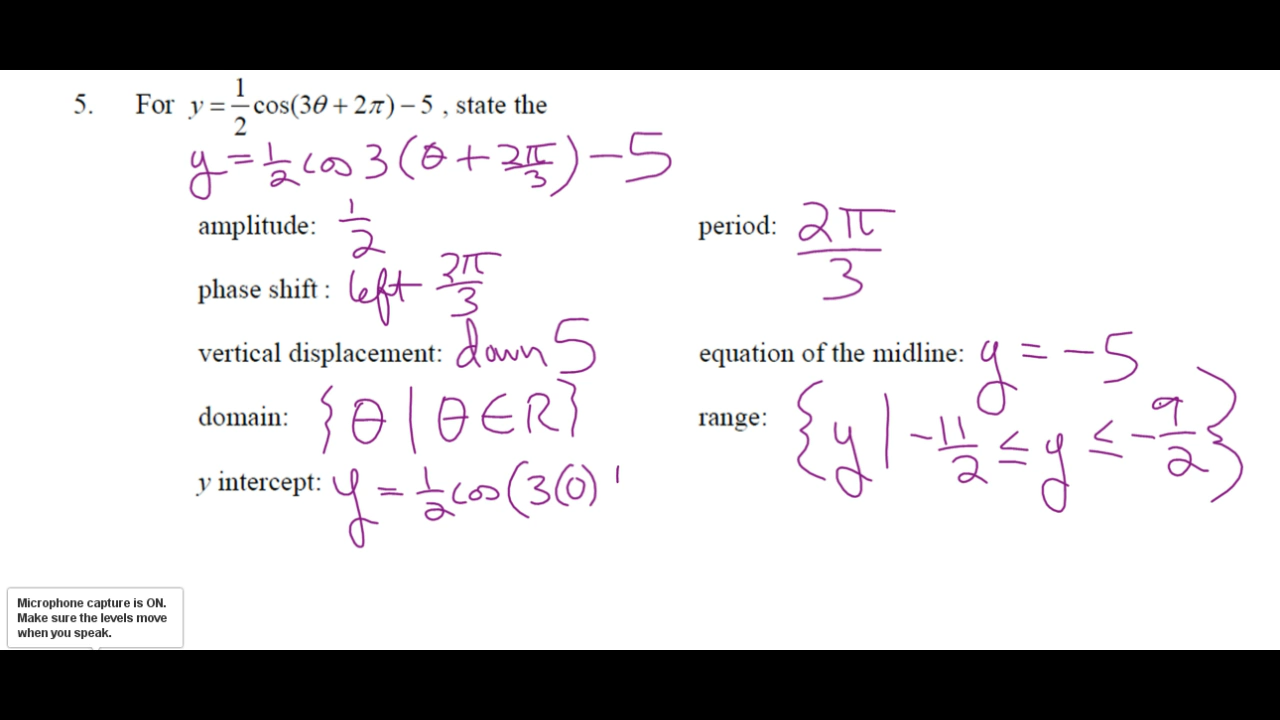 5. For y = 1/2 cos(3θ + 2π) − 5 , state the
y = 1/2 cos 3(θ + 2π/3) − 5
amplitude: 1/2 period: 2π/3
phase shift : left 2π/3
vertical displacement: down 5 equation of the midline: y = −5
domain: {θ | θ ∈ R} range: {y | −11/2 ≤ y ≤ −9/2}
y intercept: y = 1/2 cos(3(0)
Microphone capture is ON.
Make sure the levels move
when you speak.